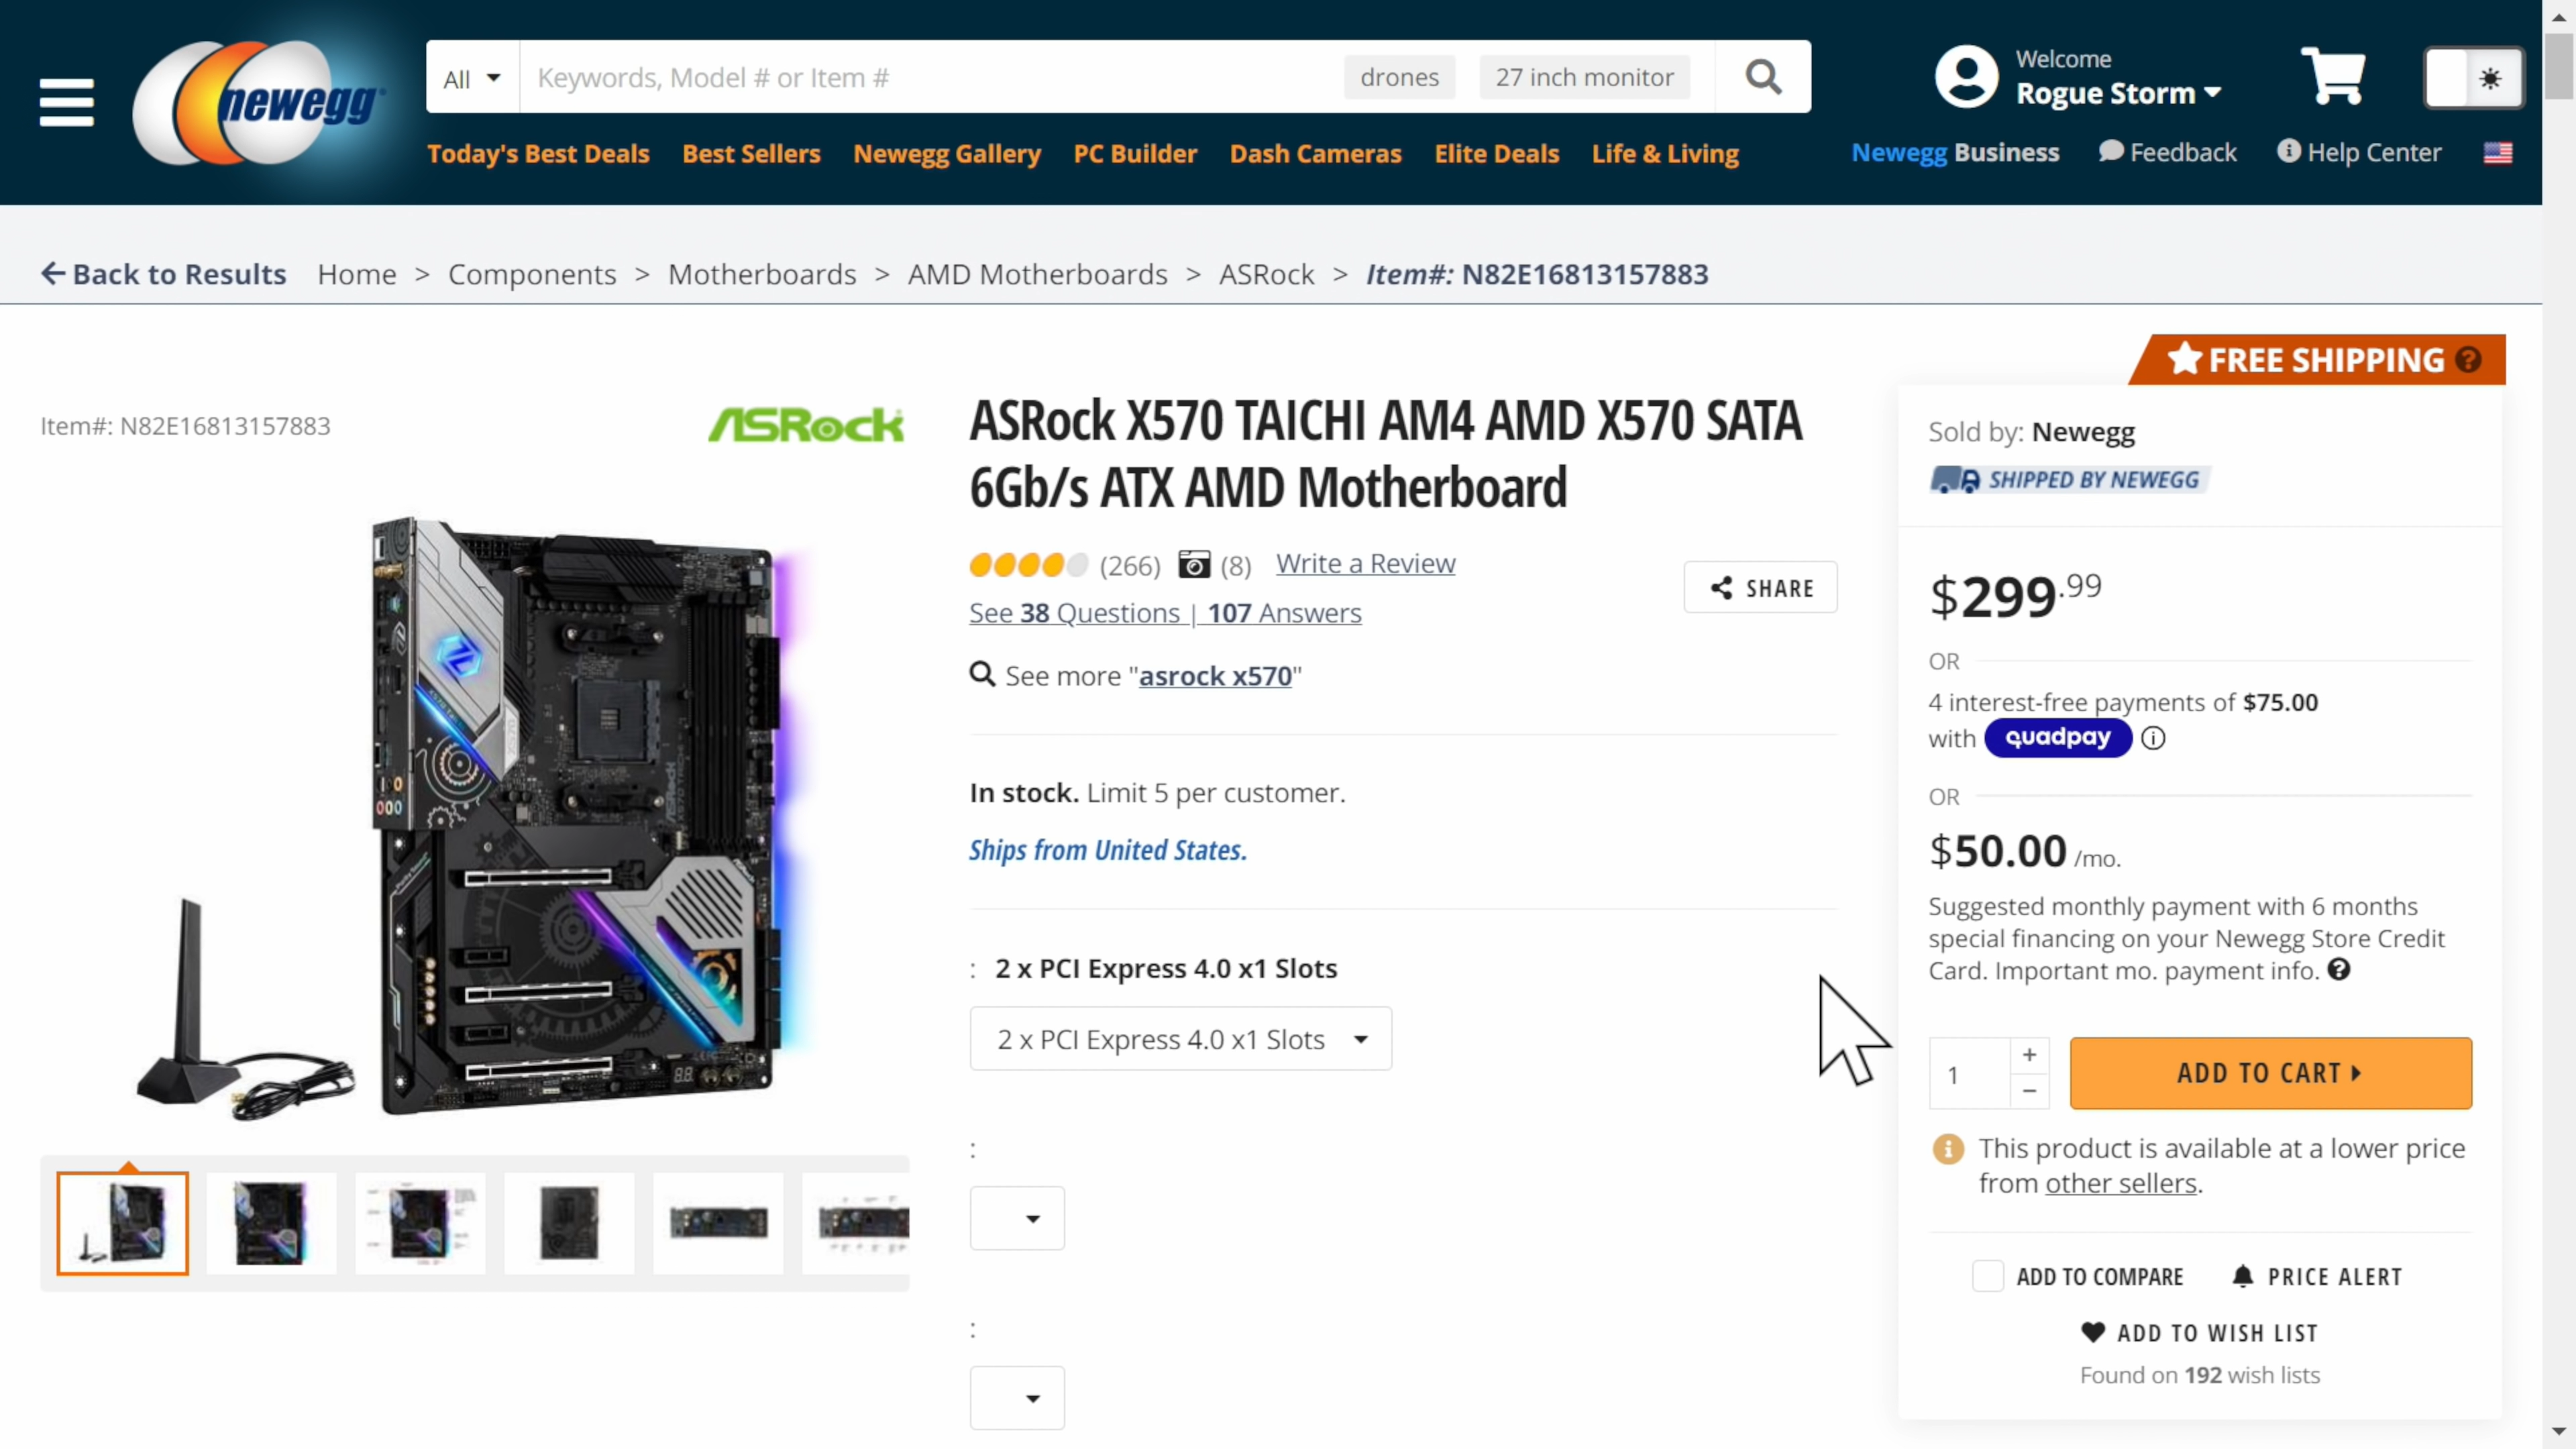 newegg
All
Keywords, Model # or Item #
drones
27 inch monitor
Welcome
Rogue Storm
Today's Best Deals
Best Sellers
Newegg Gallery
PC Builder
Dash Cameras
Elite Deals
Life & Living
Newegg Business
Feedback
Help Center
Back to Results
Home > Components > Motherboards > AMD Motherboards > ASRock > Item#: N82E16813157883
FREE SHIPPING
Item#: N82E16813157883
ASRock
ASRock X570 TAICHI AM4 AMD X570 SATA
6Gb/s ATX AMD Motherboard
(266)
(8)
Write a Review
See 38 Questions | 107 Answers
SHARE
See more "asrock x570"
In stock. Limit 5 per customer.
Ships from United States.
: 2 x PCI Express 4.0 x1 Slots
2 x PCI Express 4.0 x1 Slots
:
:
Sold by: Newegg
SHIPPED BY NEWEGG
$299.99
OR
4 interest-free payments of $75.00
with quadpay
OR
$50.00 /mo.
Suggested monthly payment with 6 months
special financing on your Newegg Store Credit
Card. Important mo. payment info.
1
+
−
ADD TO CART
This product is available at a lower price
from other sellers.
ADD TO COMPARE
PRICE ALERT
ADD TO WISH LIST
Found on 192 wish lists